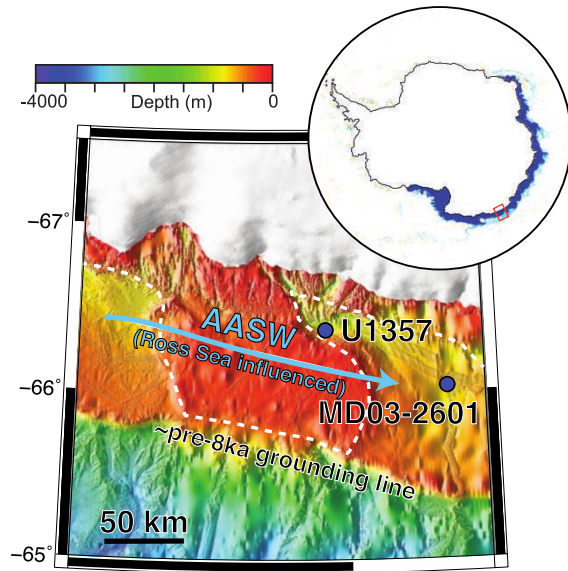 -4000 Depth (m) 0
−67°
AASW
(Ross Sea influenced)
U1357
−66°
MD03-2601
~pre-8ka grounding line
50 km
−65°